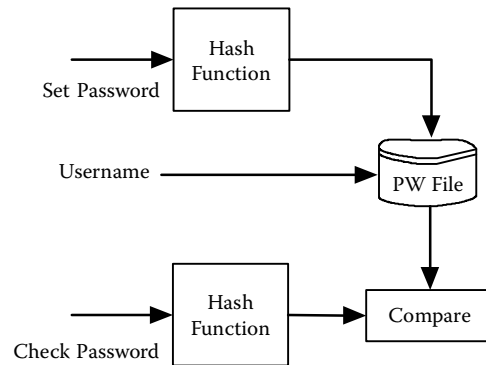 Hash
Function
Set Password
Username
PW File
Hash
Function
Compare
Check Password